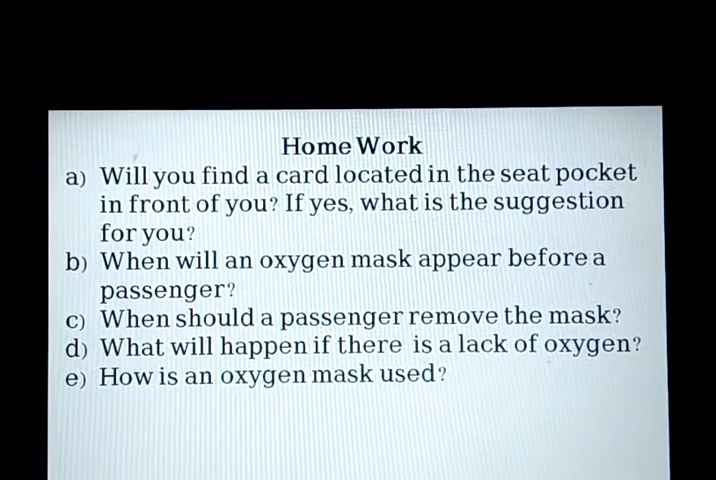 Home Work
a) Will you find a card located in the seat pocket
in front of you? If yes, what is the suggestion
for you?
b) When will an oxygen mask appear before a
passenger?
c) When should a passenger remove the mask?
d) What will happen if there is a lack of oxygen?
e) How is an oxygen mask used?